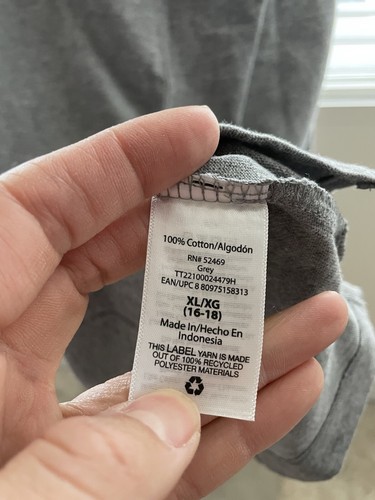 100% Cotton/Algodón
RN# 52469
Grey
TT22100024479H
EAN/UPC 8 80975158313
XL/XG
(16-18)
Made in/Hecho En
Indonesia
THIS LABEL YARN IS MADE
OUT OF 100% RECYCLED
POLYESTER MATERIALS